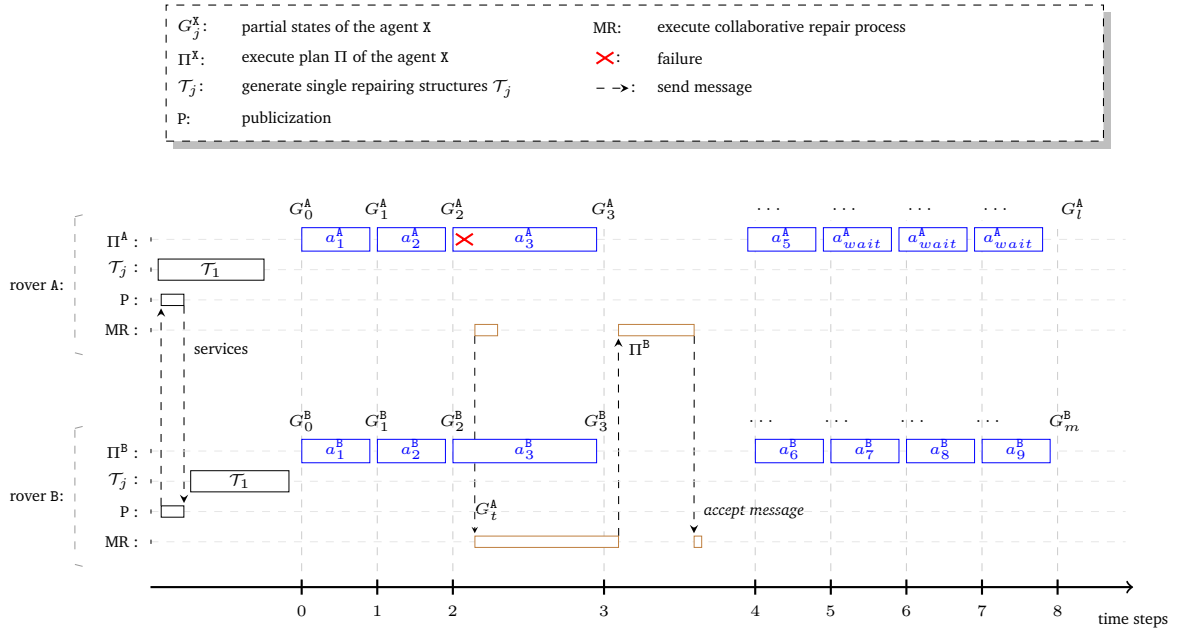 G_j^X: partial states of the agent X MR: execute collaborative repair process
Π^X: execute plan Π of the agent X ✕: failure
𝒯_j: generate single repairing structures 𝒯_j - ->: send message
P: publicization
G_0^A G_1^A G_2^A G_3^A ··· ··· ··· ··· G_l^A
Π^A : a_1^A a_2^A a_3^A a_5^A a_wait^A a_wait^A a_wait^A
𝒯_j : 𝒯_1
rover A:
P :
MR :
services Π^B
G_0^B G_1^B G_2^B G_3^B ··· ··· ··· ··· G_m^B
Π^B : a_1^B a_2^B a_3^B a_6^B a_7^B a_8^B a_9^B
𝒯_j : 𝒯_1
rover B:
P : G_t^A accept message
MR :
0 1 2 3 4 5 6 7 8
time steps